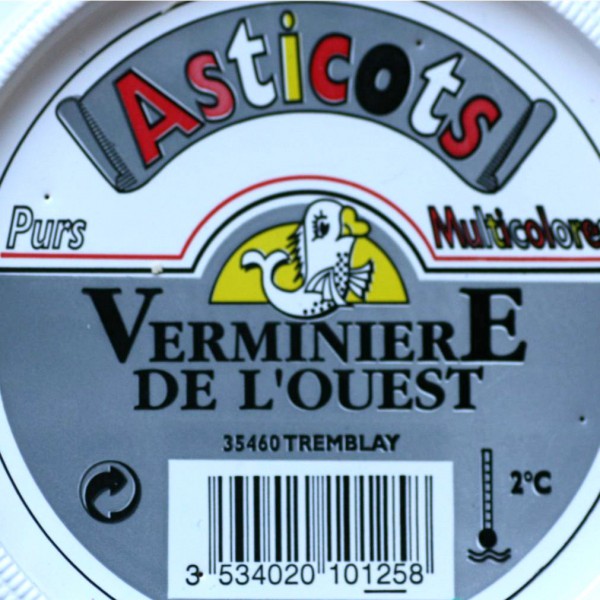 Asticots
Purs
Multicolores
VERMINIERE
DE L'OUEST
35460 TREMBLAY
2°C
3 534020 101258